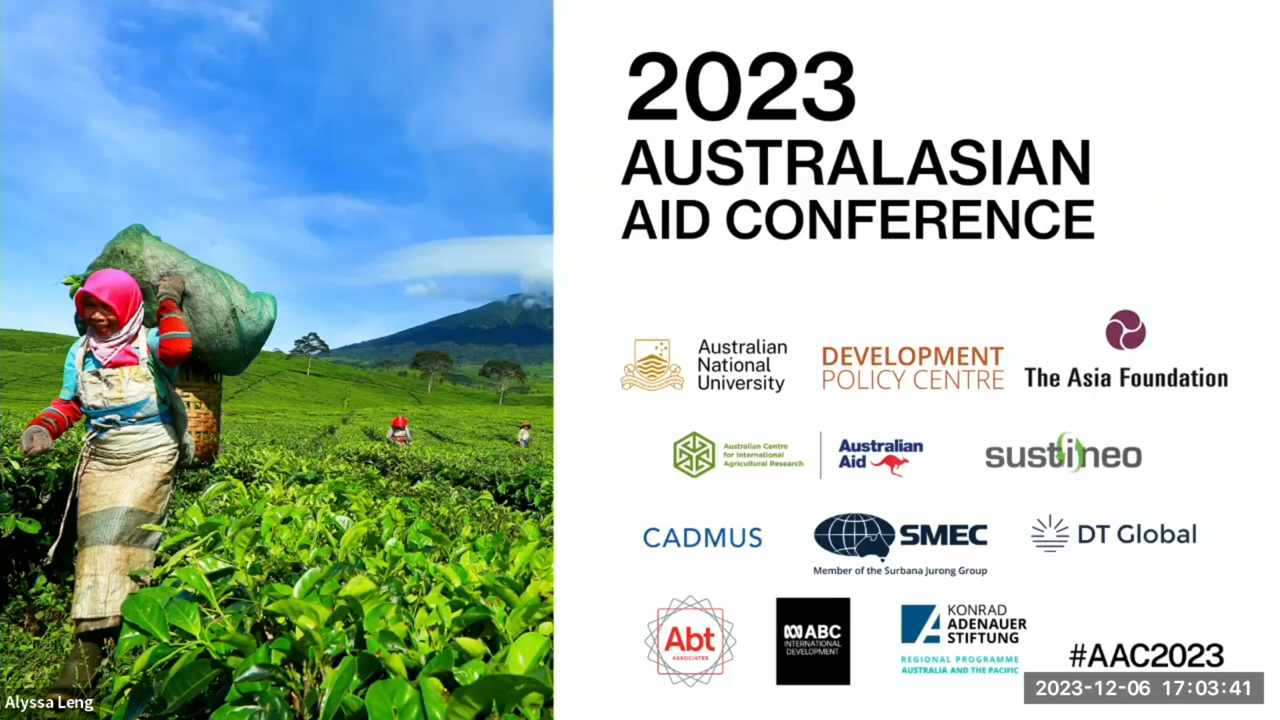 2023
AUSTRALASIAN
AID CONFERENCE
Australian
National
University
DEVELOPMENT
POLICY CENTRE
The Asia Foundation
Australian Centre
for International
Agricultural Research
Australian
Aid
sustineo
CADMUS
SMEC
Member of the Surbana Jurong Group
DT Global
Abt
ASSOCIATES
ABC
INTERNATIONAL
DEVELOPMENT
KONRAD
ADENAUER
STIFTUNG
REGIONAL PROGRAMME
AUSTRALIA AND THE PACIFIC
#AAC2023
2023-12-06 17:03:41
Alyssa Leng